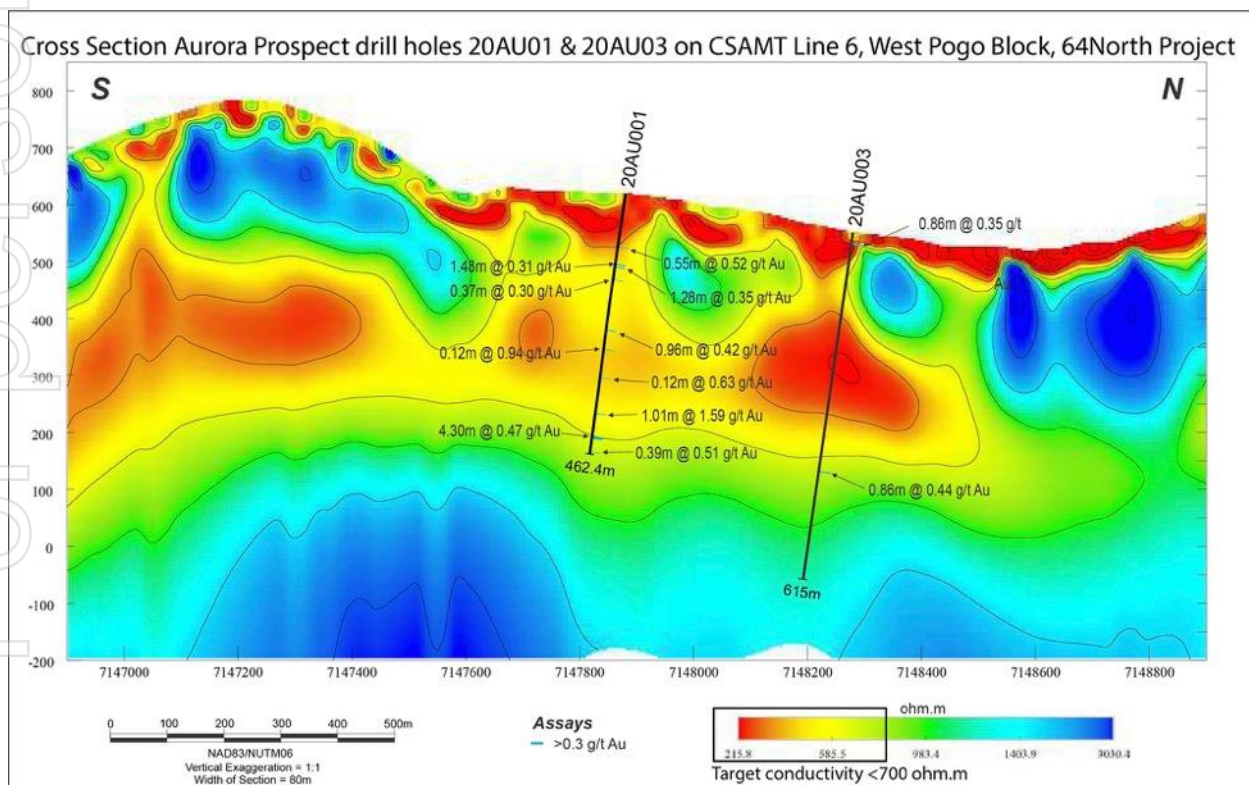 Cross Section Aurora Prospect drill holes 20AU01 & 20AU03 on CSAMT Line 6, West Pogo Block, 64North Project
S
N
800
700
600
500
400
300
200
100
0
-100
-200
20AU001
20AU003
0.86m @ 0.35 g/t
Au
1.48m @ 0.31 g/t Au
0.55m @ 0.52 g/t Au
0.37m @ 0.30 g/t Au
1.28m @ 0.35 g/t Au
0.12m @ 0.94 g/t Au
0.96m @ 0.42 g/t Au
0.12m @ 0.63 g/t Au
1.01m @ 1.59 g/t Au
4.30m @ 0.47 g/t Au
0.39m @ 0.51 g/t Au
462.4m
0.86m @ 0.44 g/t Au
615m
7147000 7147200 7147400 7147600 7147800 7148000 7148200 7148400 7148600 7148800
0 100 200 300 400 500m
NAD83/NUTM06
Vertical Exaggeration = 1:1
Width of Section = 80m
Assays
>0.3 g/t Au
ohm.m
215.8 585.5 983.4 1403.9 3030.4
Target conductivity <700 ohm.m